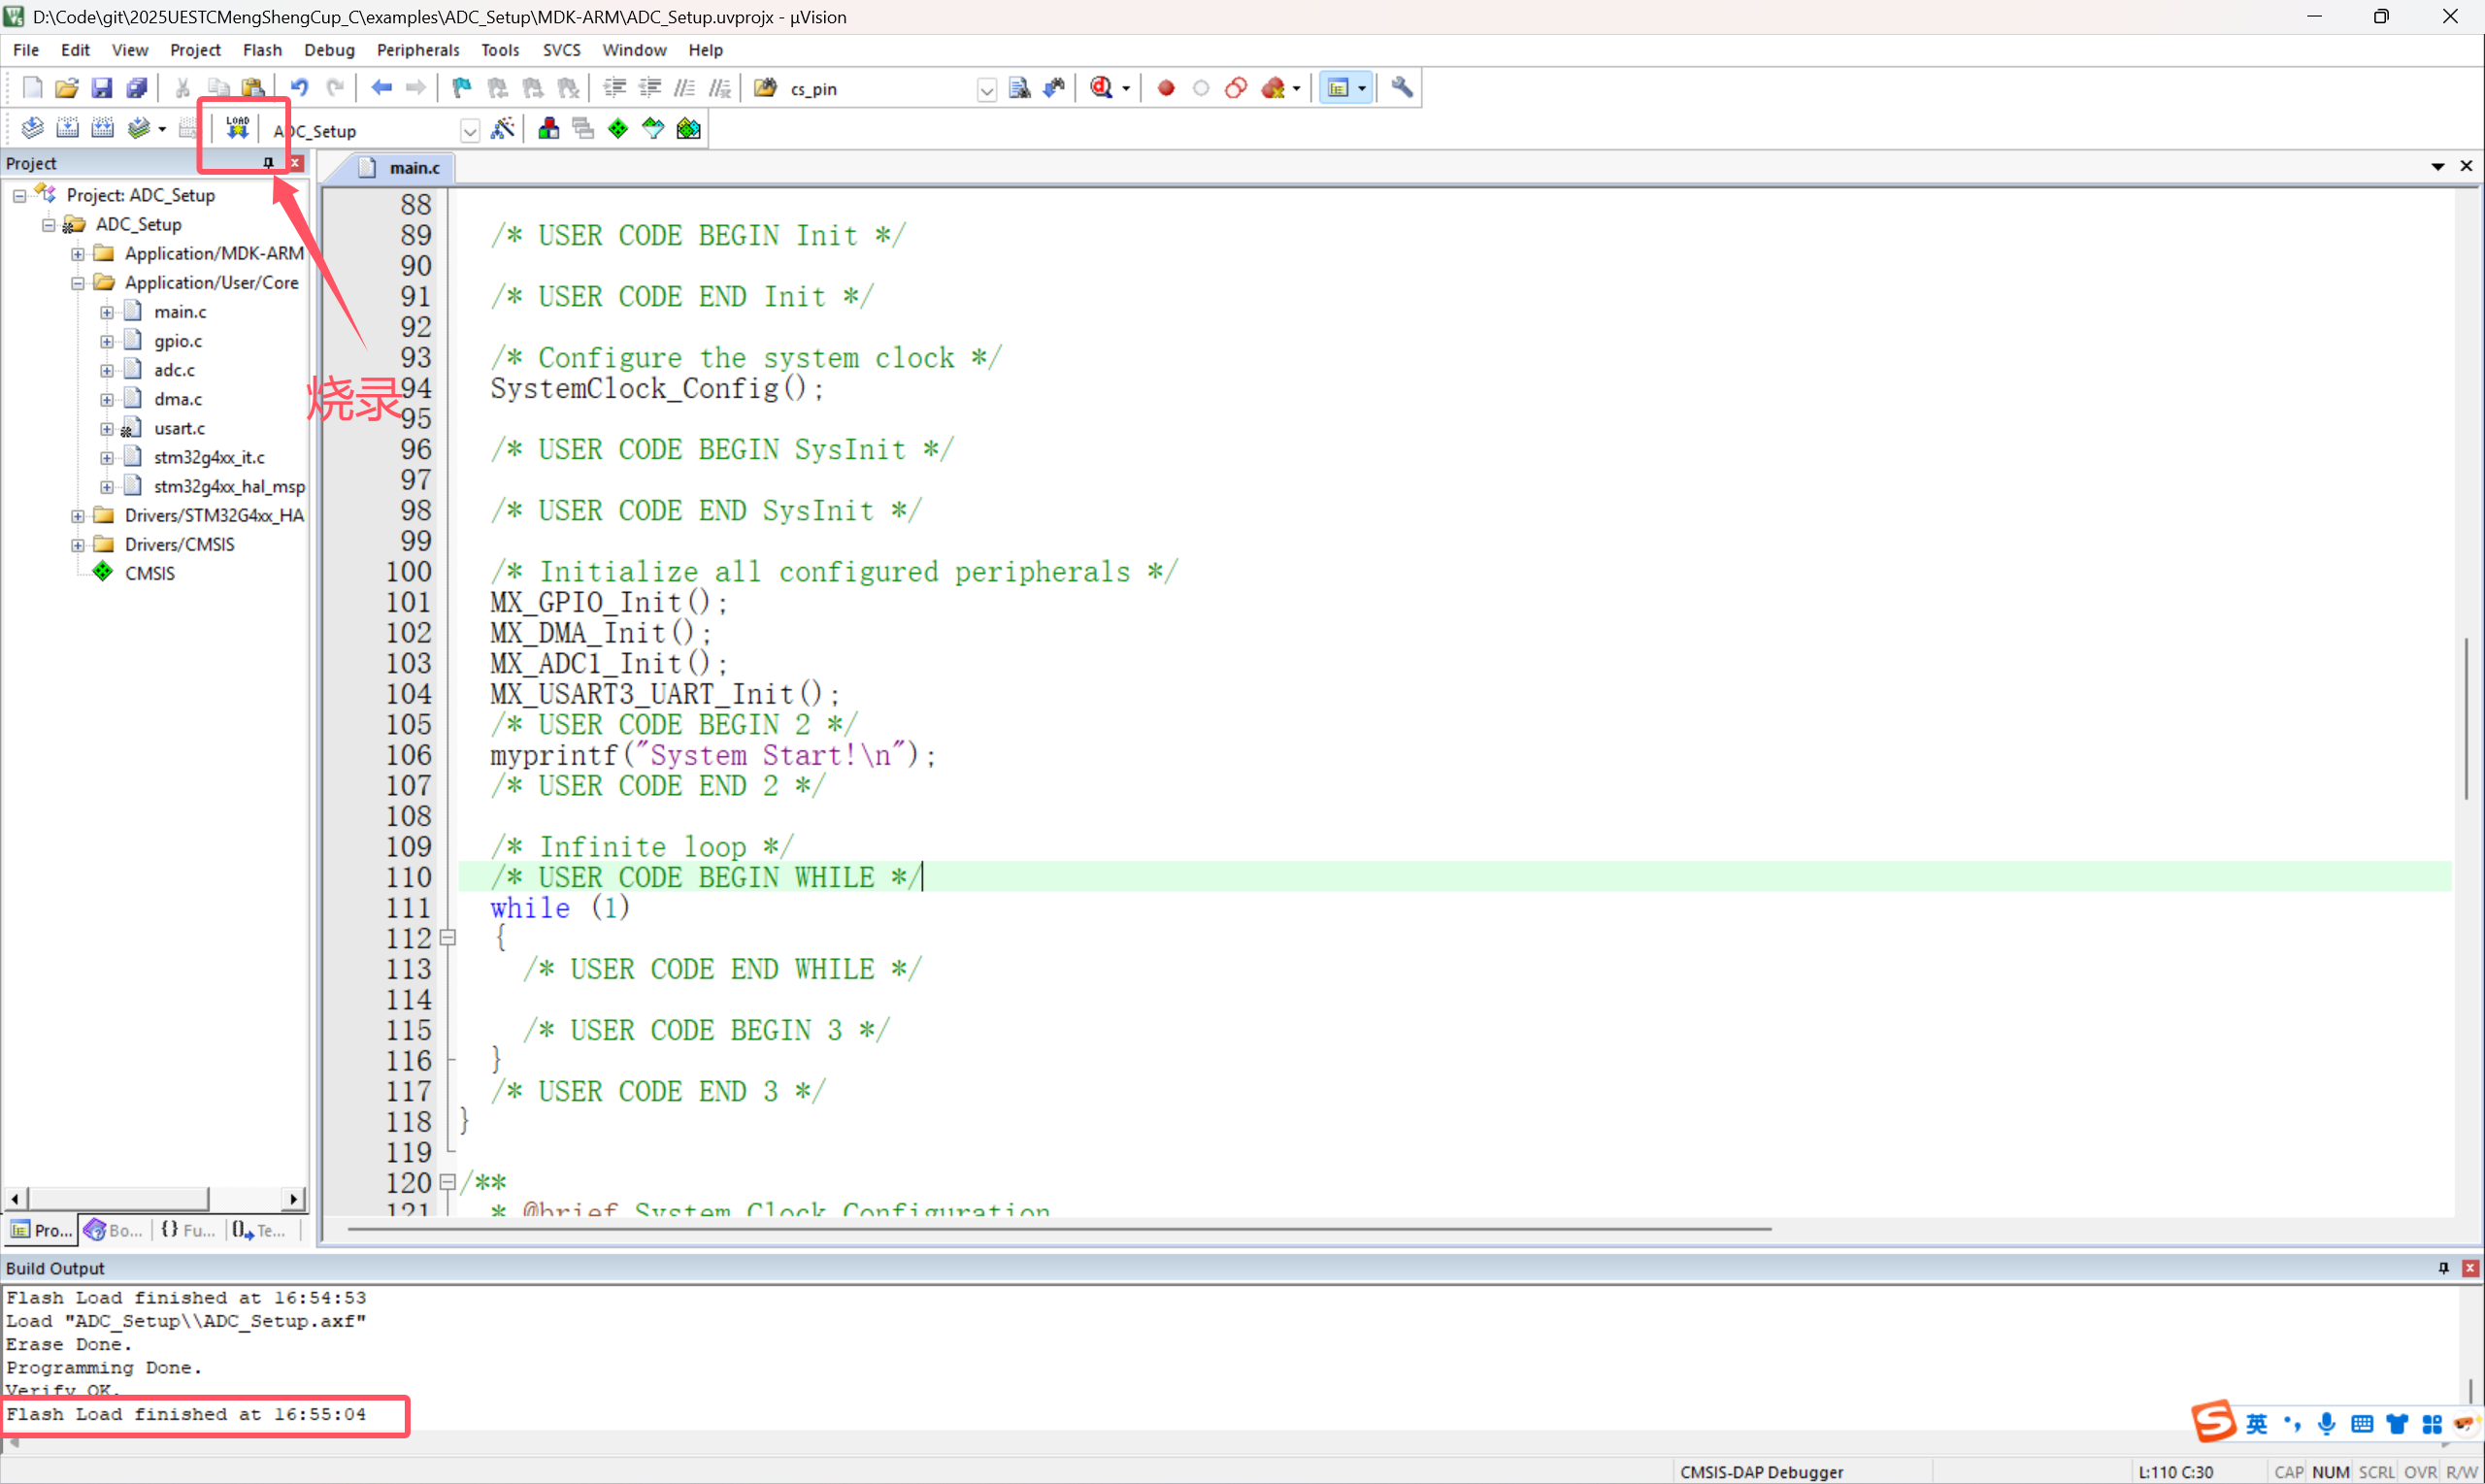 D:\Code\git\2025UESTCMengShengCup_C\examples\ADC_Setup\MDK-ARM\ADC_Setup.uvprojx - µVision
File Edit View Project Flash Debug Peripherals Tools SVCS Window Help
cs_pin
LOAD ADC_Setup
Project
main.c
Project: ADC_Setup
ADC_Setup
Application/MDK-ARM
Application/User/Core
main.c
gpio.c
adc.c
dma.c
usart.c
stm32g4xx_it.c
stm32g4xx_hal_msp
Drivers/STM32G4xx_HA
Drivers/CMSIS
CMSIS
烧录
88
89 /* USER CODE BEGIN Init */
90
91 /* USER CODE END Init */
92
93 /* Configure the system clock */
94 SystemClock_Config();
95
96 /* USER CODE BEGIN SysInit */
97
98 /* USER CODE END SysInit */
99
100 /* Initialize all configured peripherals */
101 MX_GPIO_Init();
102 MX_DMA_Init();
103 MX_ADC1_Init();
104 MX_USART3_UART_Init();
105 /* USER CODE BEGIN 2 */
106 myprintf("System Start!\n");
107 /* USER CODE END 2 */
108
109 /* Infinite loop */
110 /* USER CODE BEGIN WHILE */
111 while (1)
112 {
113 /* USER CODE END WHILE */
114
115 /* USER CODE BEGIN 3 */
116 }
117 /* USER CODE END 3 */
118 }
119
120 /**
121 * @brief System Clock Configuration
Pro... Bo... {} Fu... Te...
Build Output
Flash Load finished at 16:54:53
Load "ADC_Setup\\ADC_Setup.axf"
Erase Done.
Programming Done.
Verify OK.
Flash Load finished at 16:55:04
英
CMSIS-DAP Debugger L:110 C:30 CAP NUM SCRL OVR R/W